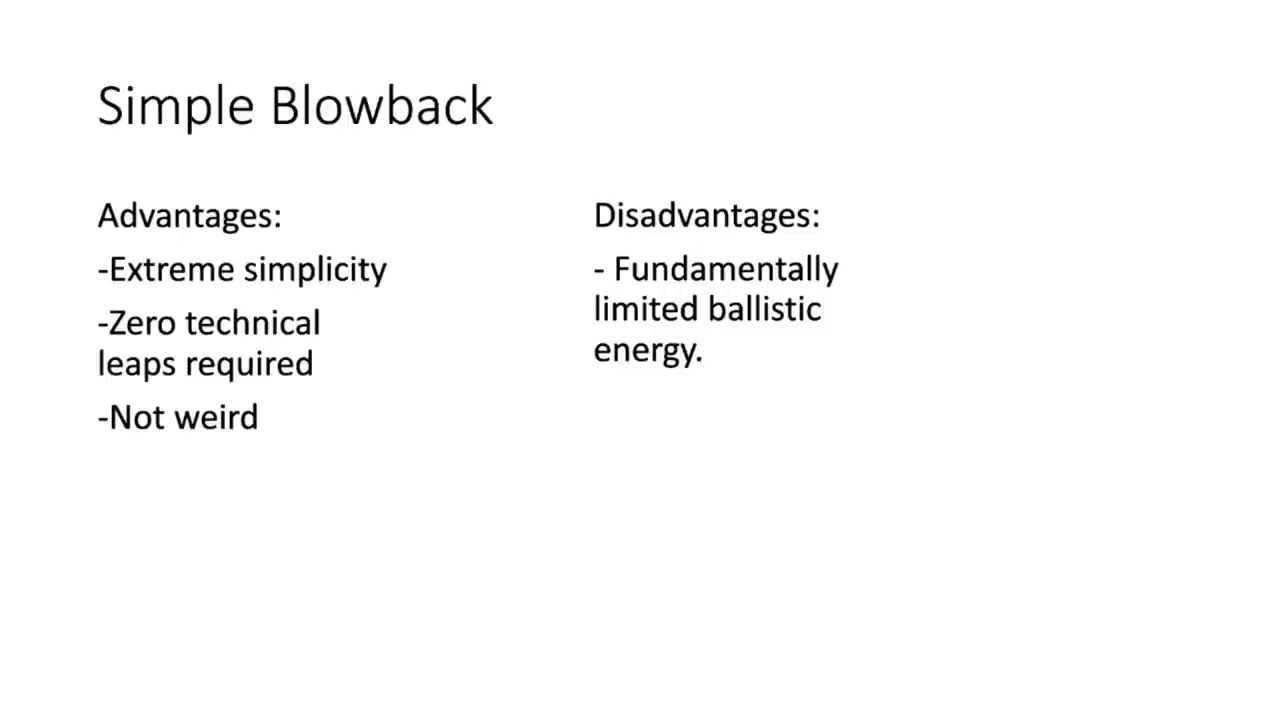 Simple Blowback
Advantages:
-Extreme simplicity
-Zero technical
leaps required
-Not weird
Disadvantages:
- Fundamentally
limited ballistic
energy.